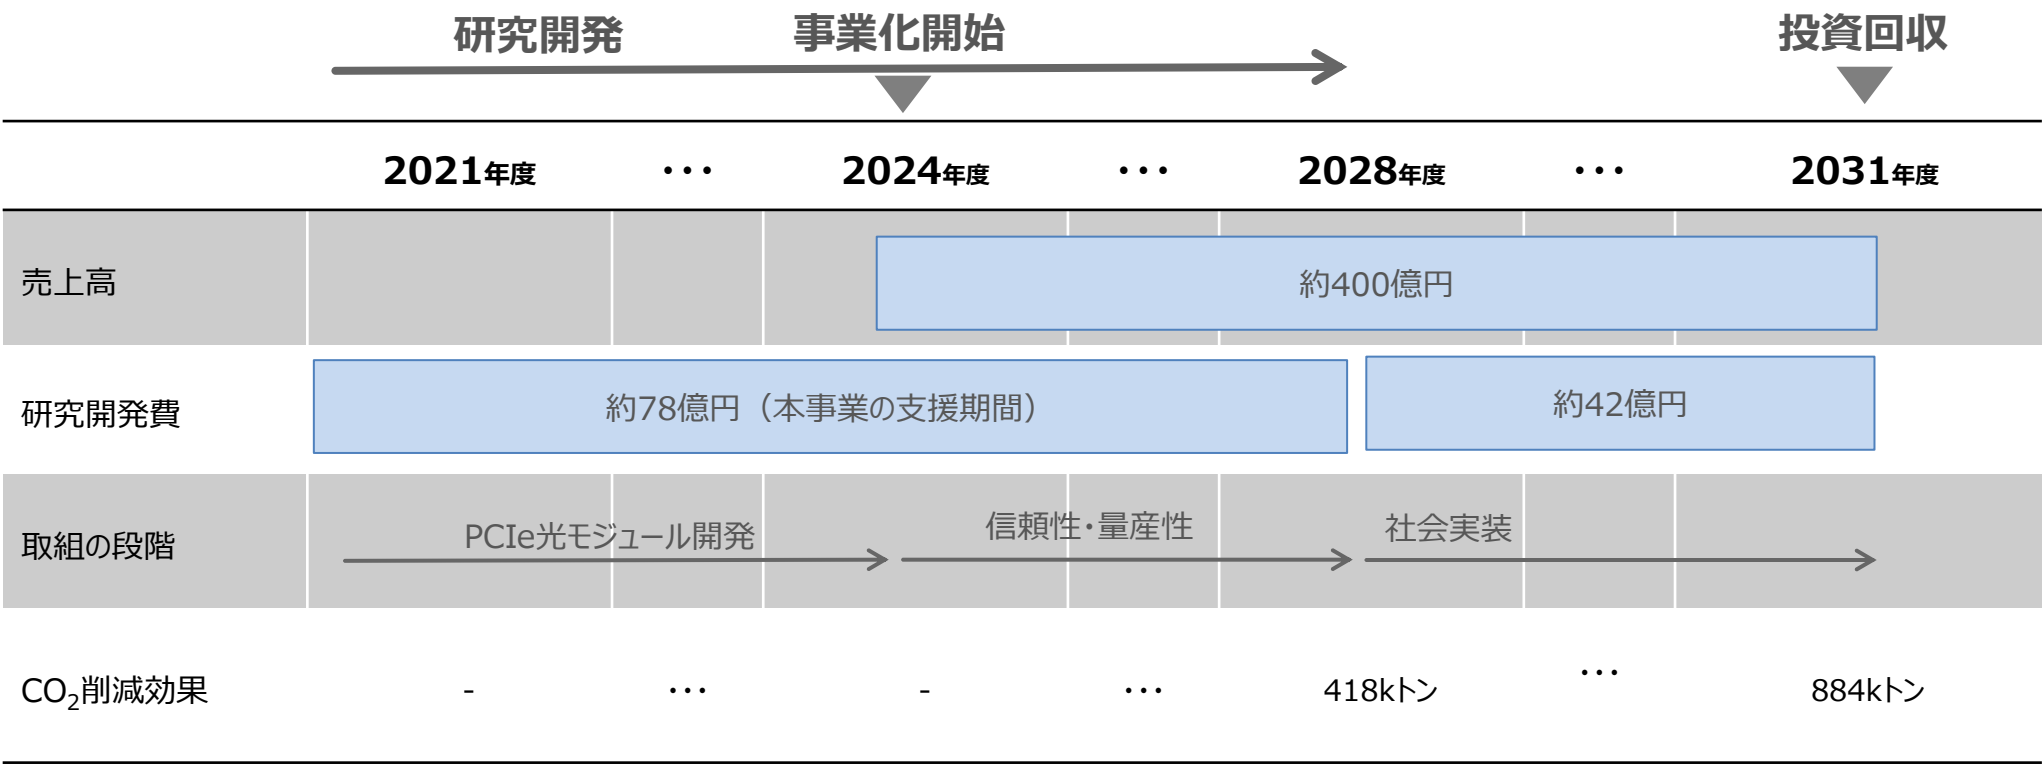 研究開発 事業化開始 投資回収
2021年度 ・・・ 2024年度 ・・・ 2028年度 ・・・ 2031年度
売上高 約400億円
研究開発費 約78億円（本事業の支援期間） 約42億円
取組の段階 PCIe光モジュール開発 信頼性・量産性 社会実装
CO₂削減効果 - ・・・ - ・・・ 418kトン ・・・ 884kトン